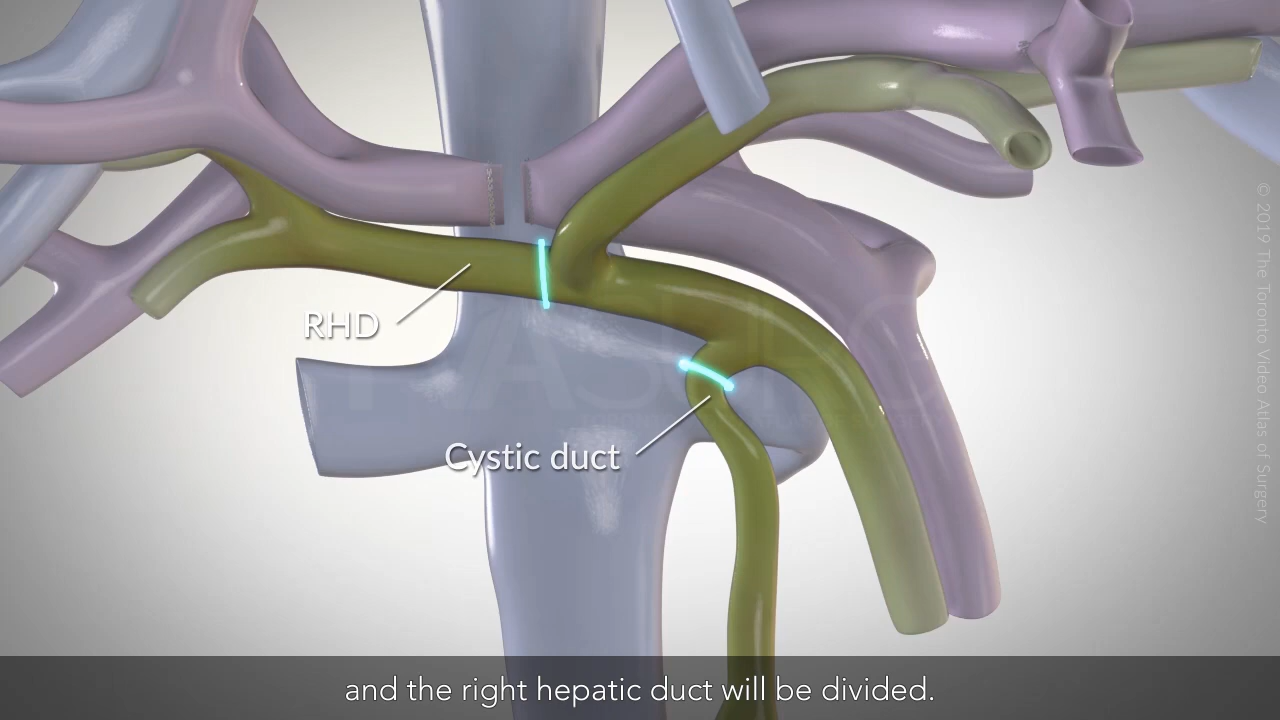 RHD
Cystic duct
and the right hepatic duct will be divided.
© 2019 The Toronto Video Atlas of Surgery